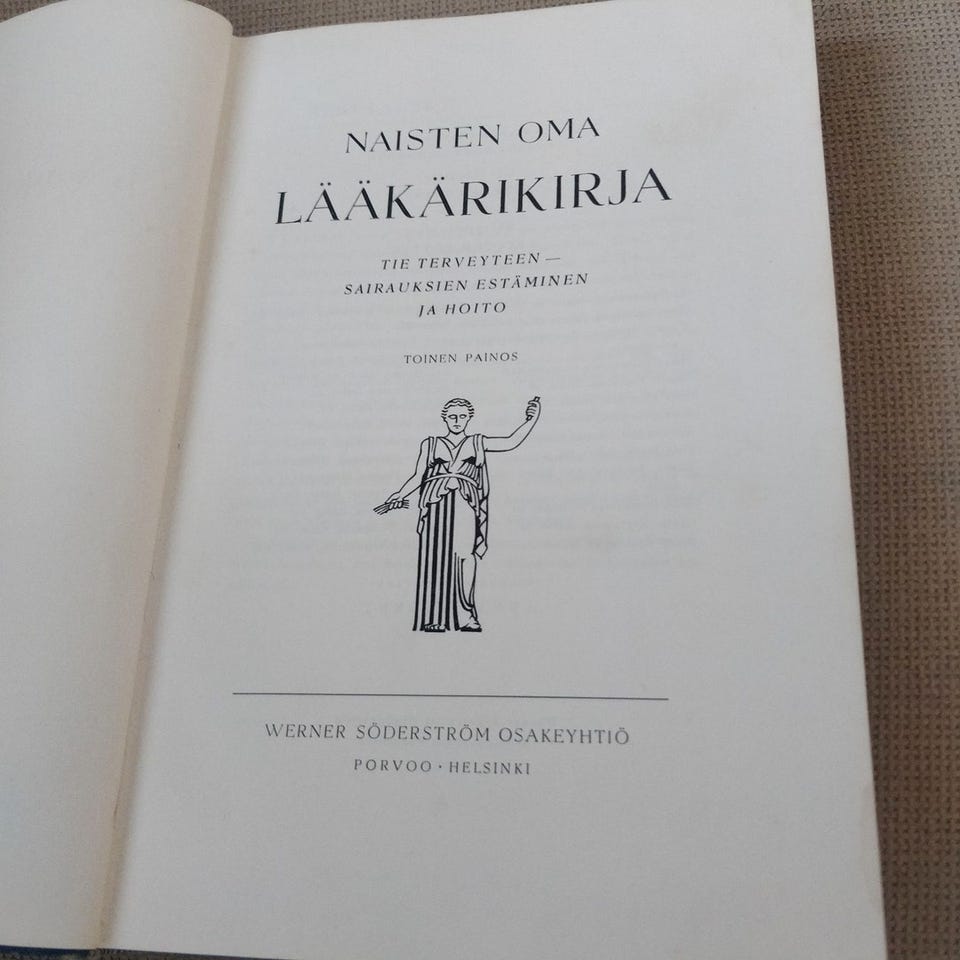 NAISTEN OMA
LÄÄKÄRIKIRJA
TIE TERVEYTEEN —
SAIRAUKSIEN ESTÄMINEN
JA HOITO
TOINEN PAINOS
WERNER SÖDERSTRÖM OSAKEYHTIÖ
PORVOO · HELSINKI